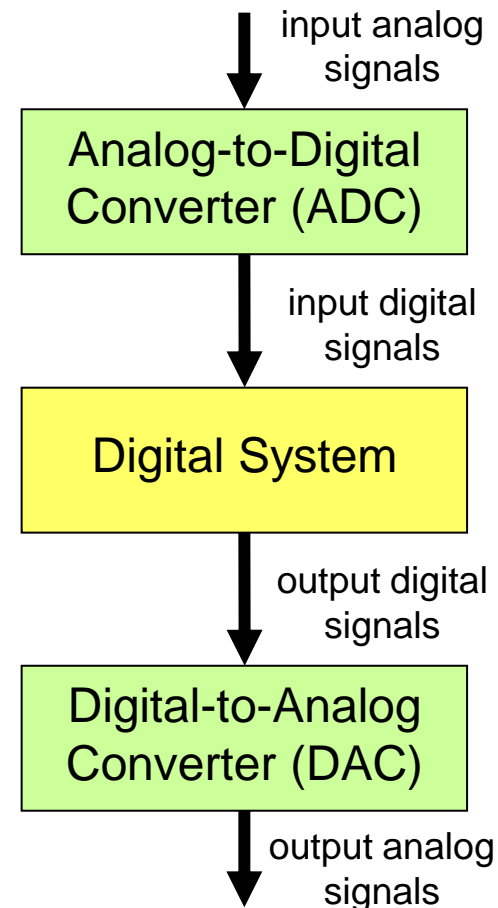 input analog
signals
Analog-to-Digital
Converter (ADC)
input digital
signals
Digital System
output digital
signals
Digital-to-Analog
Converter (DAC)
output analog
signals